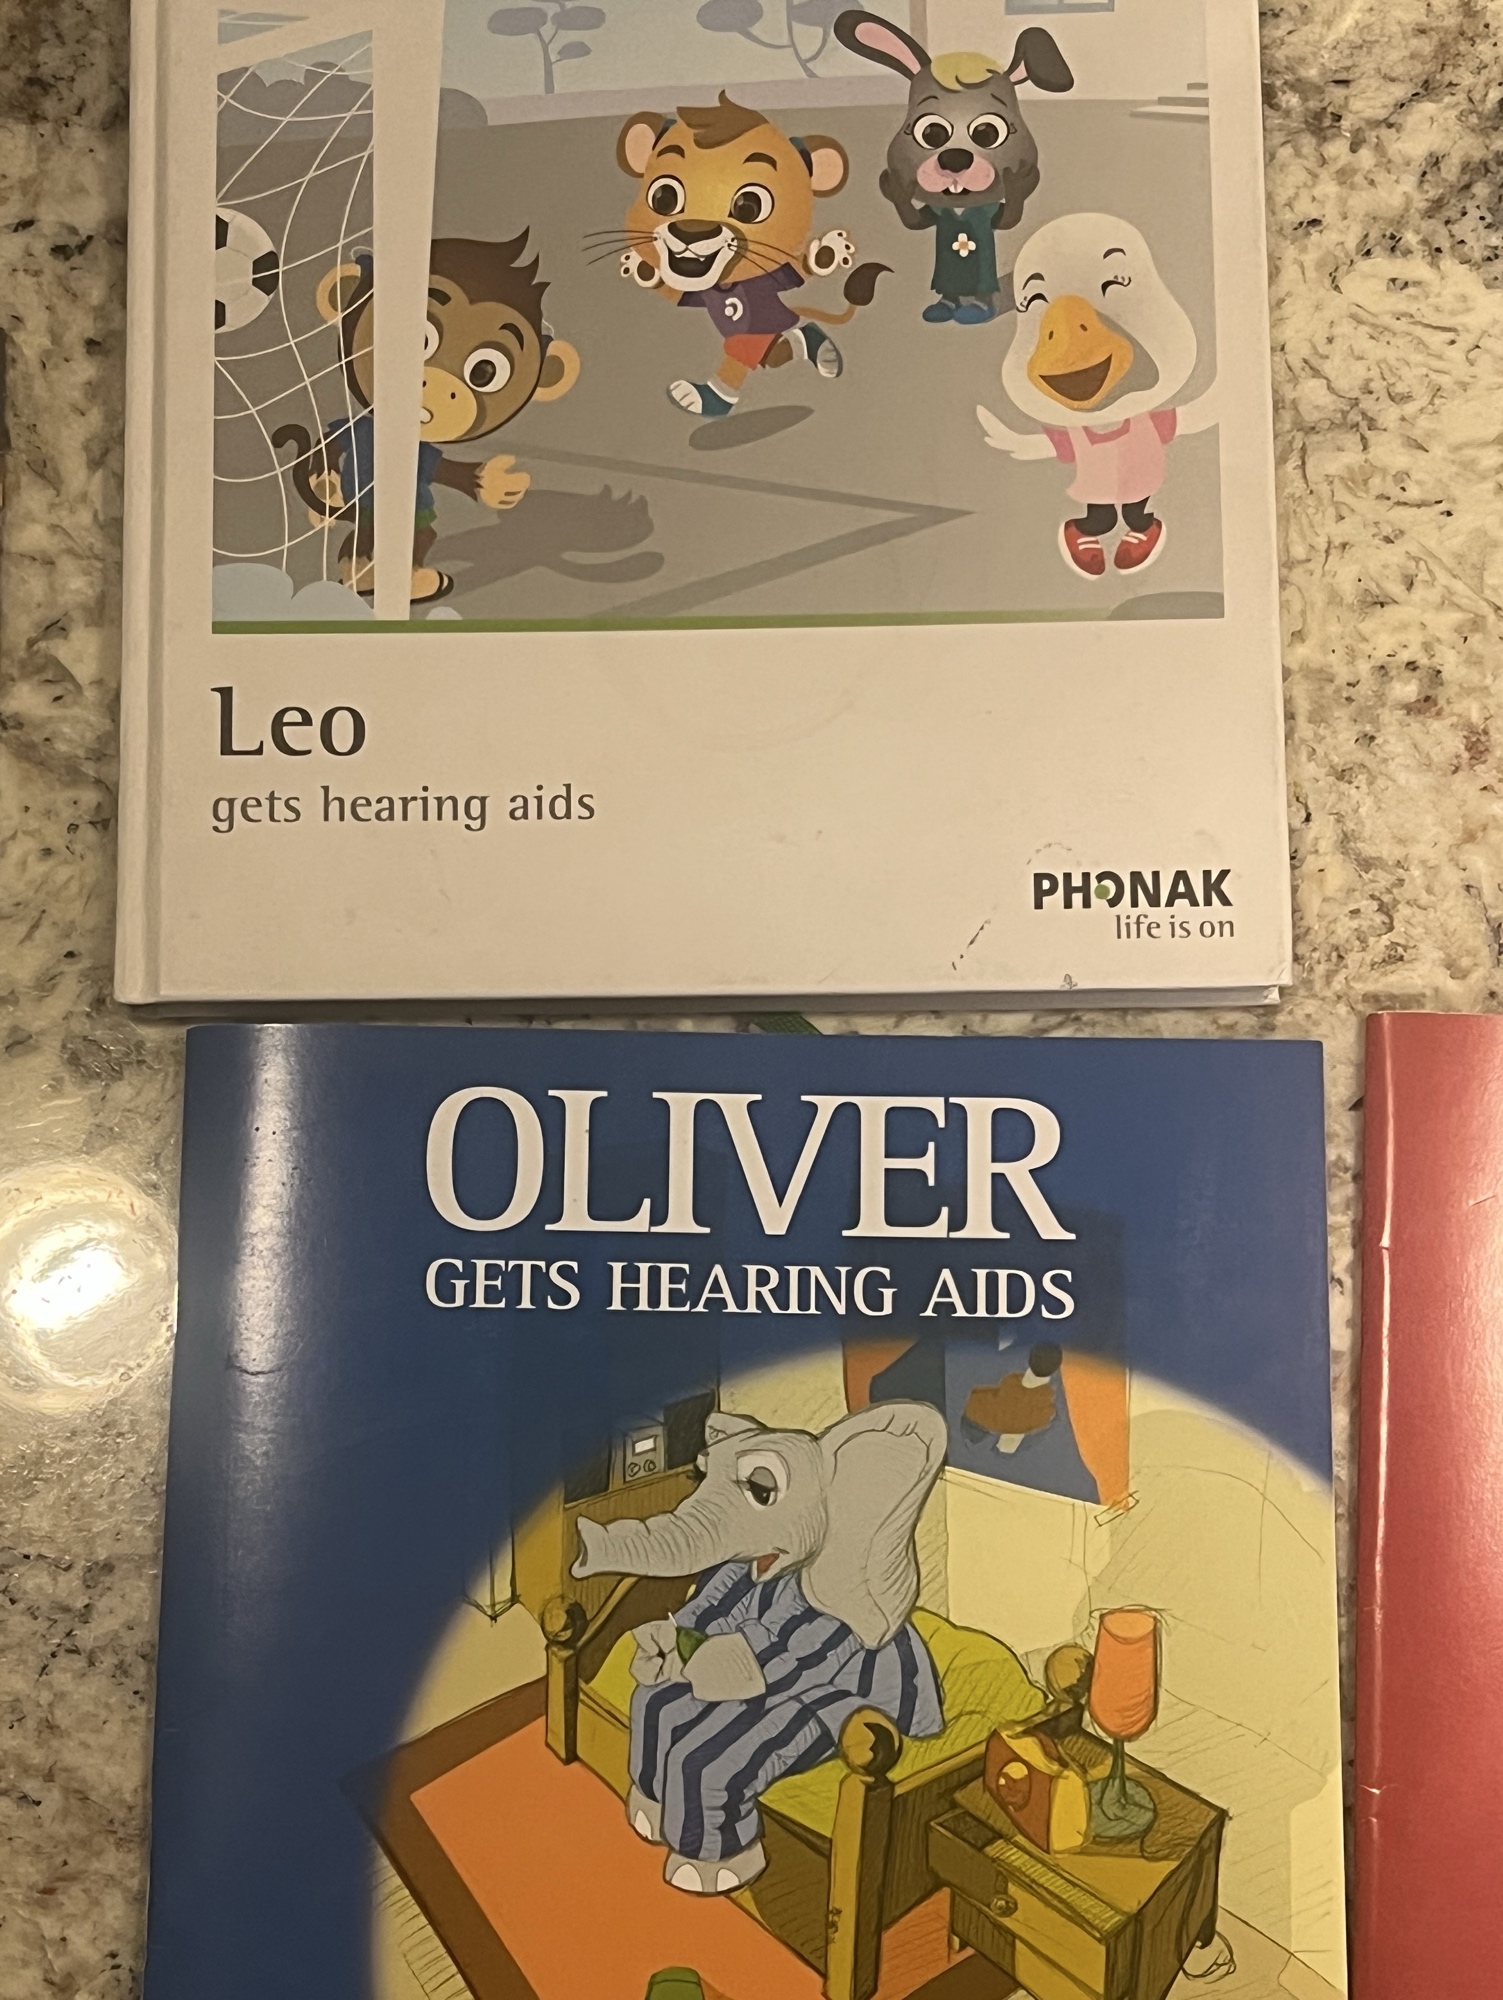 Leo
gets hearing aids
PHONAK
life is on
OLIVER
GETS HEARING AIDS